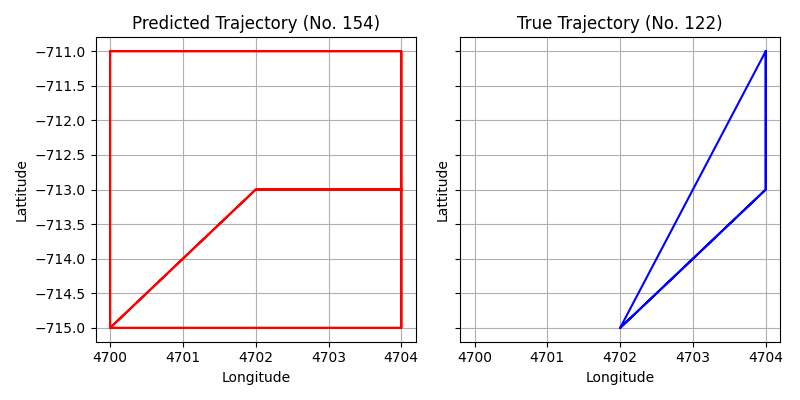 Predicted Trajectory (No. 154)
True Trajectory (No. 122)
Lattitude
−711.0
−711.5
−712.0
−712.5
−713.0
−713.5
−714.0
−714.5
−715.0
4700 4701 4702 4703 4704
Longitude
Lattitude
4700 4701 4702 4703 4704
Longitude